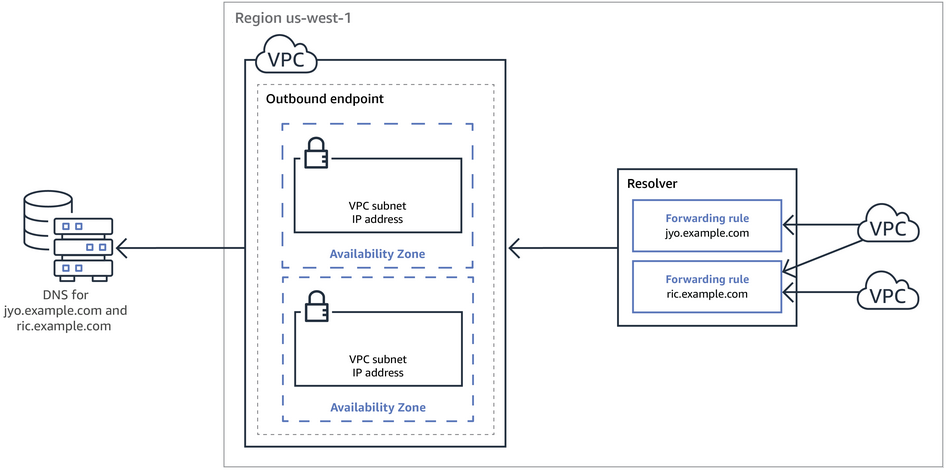 Region us-west-1
VPC
Outbound endpoint
VPC subnet
IP address
Availability Zone
VPC subnet
IP address
Availability Zone
Resolver
Forwarding rule
jyo.example.com
Forwarding rule
ric.example.com
VPC
VPC
DNS for
jyo.example.com and
ric.example.com